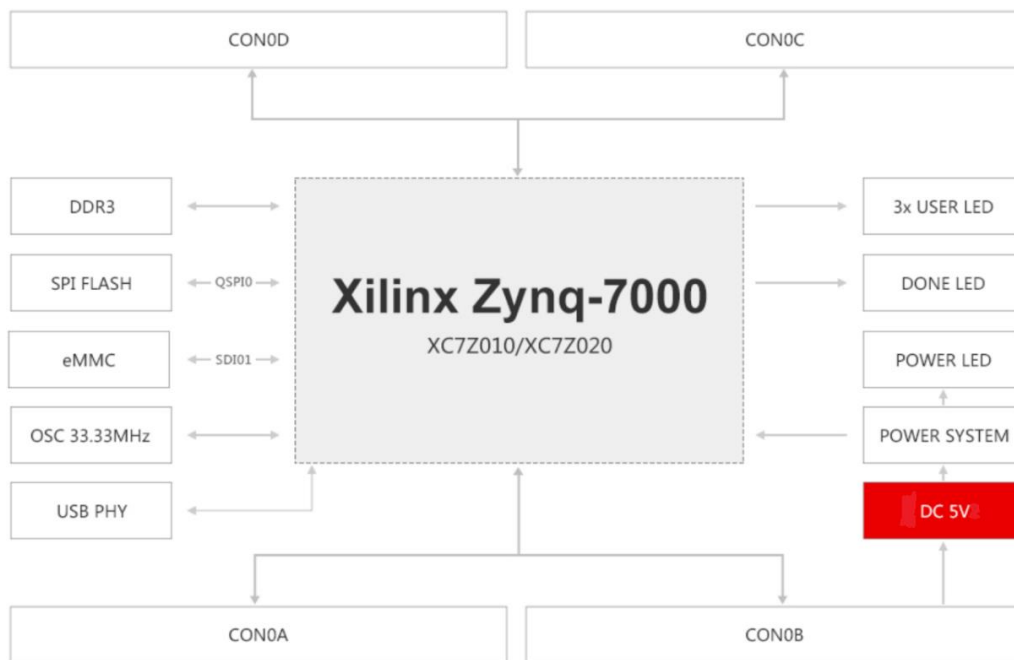 CON0D
CON0C
DDR3
3x USER LED
SPI FLASH
QSPI0
Xilinx Zynq-7000
DONE LED
XC7Z010/XC7Z020
eMMC
SDI01
POWER LED
OSC 33.33MHz
POWER SYSTEM
USB PHY
DC 5V
CON0A
CON0B